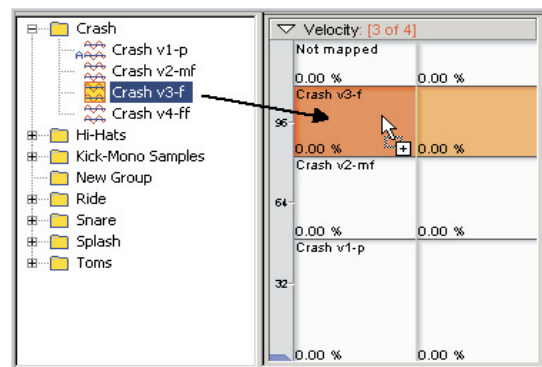 Crash
A Crash v1-p
Crash v2-mf
Crash v3-f
Crash v4-ff
Hi-Hats
Kick-Mono Samples
New Group
Ride
Snare
Splash
Toms
Velocity: [3 of 4]
Not mapped
0.00 % 0.00 %
Crash v3-f
96
0.00 % 0.00 %
Crash v2-mf
64
0.00 % 0.00 %
Crash v1-p
32
0.00 % 0.00 %